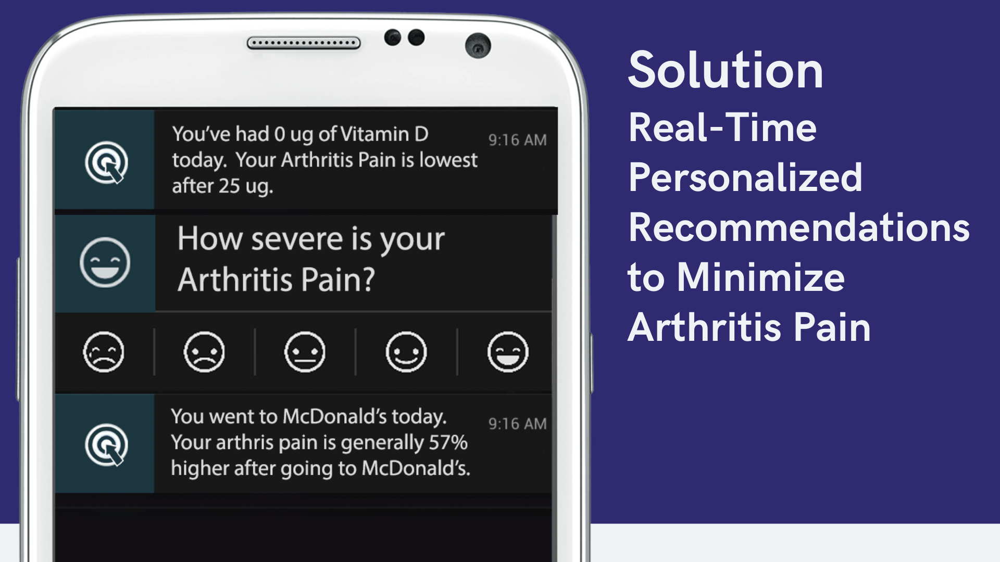 You've had 0 ug of Vitamin D
today.  Your Arthritis Pain is lowest
after 25 ug.
9:16 AM
How severe is your
Arthritis Pain?
You went to McDonald's today.
Your arthris pain is generally 57%
higher after going to McDonald's.
9:16 AM
Solution
Real-Time
Personalized
Recommendations
to Minimize
Arthritis Pain